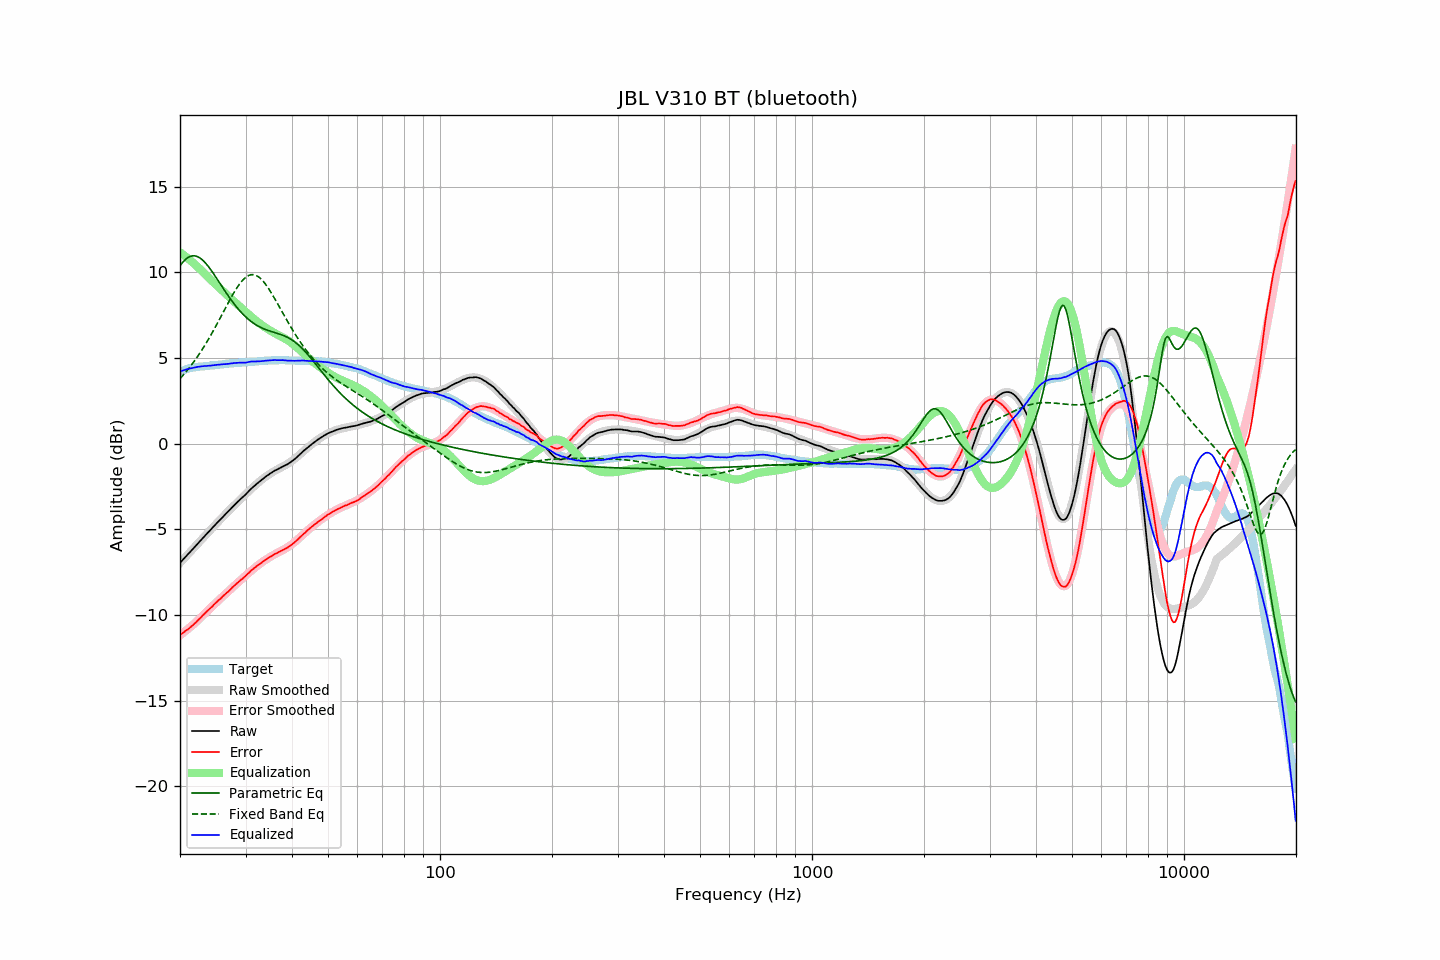 JBL V310 BT (bluetooth)
15
10
5
0
−5
−10
−15
−20
Amplitude (dBr)
Target
Raw Smoothed
Error Smoothed
Raw
Error
Equalization
Parametric Eq
Fixed Band Eq
Equalized
100 1000 10000
Frequency (Hz)